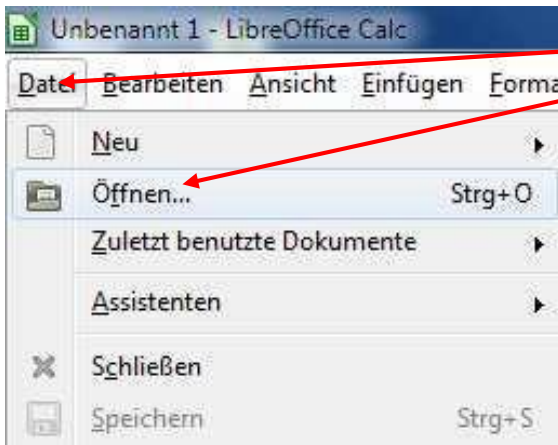 Unbenannt 1 - LibreOffice Calc
Datei Bearbeiten Ansicht Einfügen Forma
Neu
Öffnen... Strg+O
Zuletzt benutzte Dokumente
Assistenten
Schließen
Speichern Strg+S